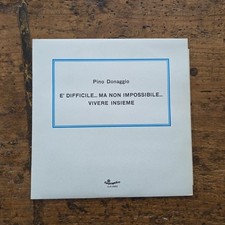 Pino Donaggio
E' DIFFICILE... MA NON IMPOSSIBILE...
VIVERE INSIEME